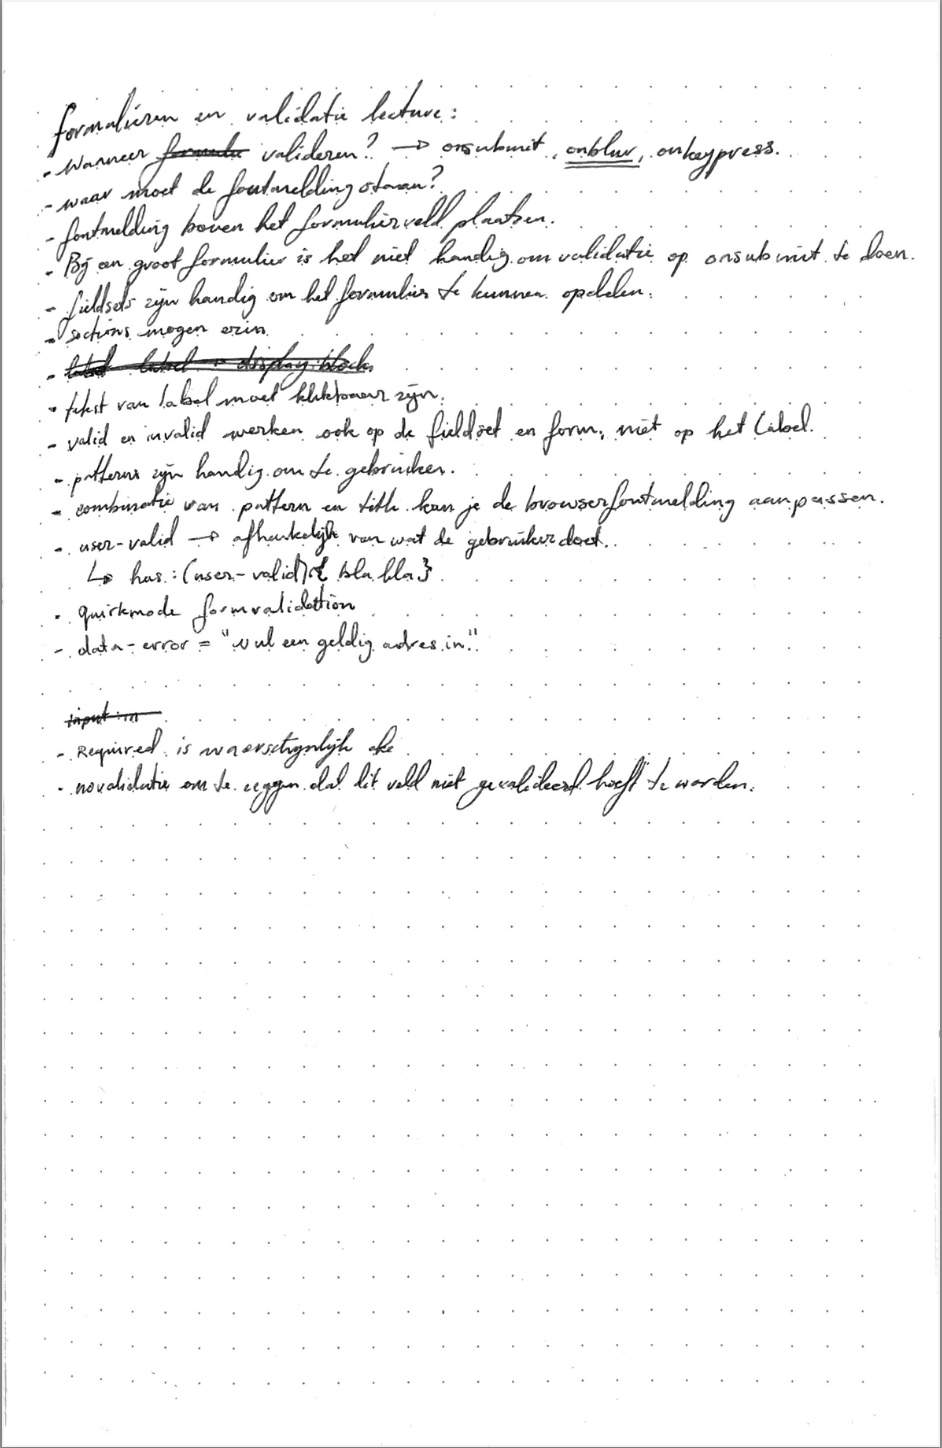 formulieren en validatie lecture:
- wanneer formulie valideren? → onsubmit, onblur, onkeypress.
- waar moet de foutmelding staan?
- foutmelding boven het formulierveld plaatsen.
- Bij een groot formulier is het niet handig om validatie op onsubmit te doen.
- fieldsets zijn handig om het formulier te kunnen opdelen.
- sections mogen erin
- label → display:block
- tekst van label moet klikbaar zijn.
- valid en invalid werken ook op de fieldset en form, niet op het label.
- patterns zijn handig om te gebruiken.
- combinatie van pattern en title kan je de browserfoutmelding aanpassen.
- user-valid → afhankelijk van wat de gebruiker doet.
↳ has:(user-valid){ bla bla }
- quirkmode formvalidation
- data-error = "vul een geldig adres in."
input:in
- Required is waarschijnlijk de
- novalidatie om te zeggen dat dit veld niet gevalideerd hoeft te worden.